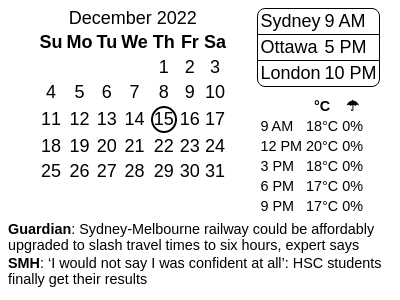 December 2022
Su Mo Tu We Th Fr Sa
1 2 3
4 5 6 7 8 9 10
11 12 13 14 15 16 17
18 19 20 21 22 23 24
25 26 27 28 29 30 31
Sydney 9 AM
Ottawa 5 PM
London 10 PM
°C ☂
9 AM 18°C 0%
12 PM 20°C 0%
3 PM 18°C 0%
6 PM 17°C 0%
9 PM 17°C 0%
Guardian: Sydney-Melbourne railway could be affordably
upgraded to slash travel times to six hours, expert says
SMH: ‘I would not say I was confident at all’: HSC students
finally get their results